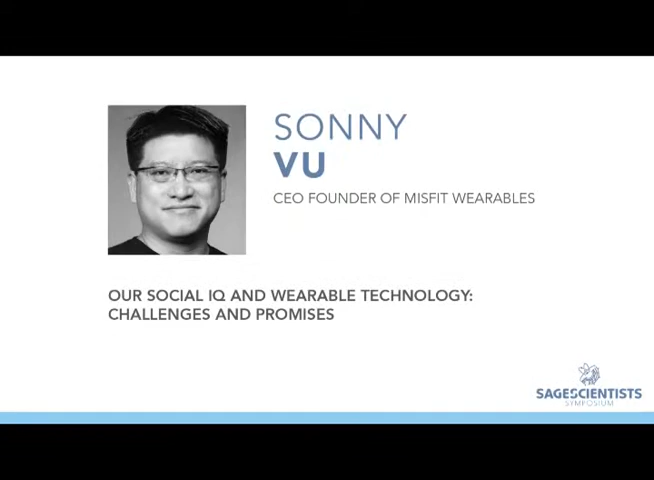 SONNY
VU
CEO FOUNDER OF MISFIT WEARABLES
OUR SOCIAL IQ AND WEARABLE TECHNOLOGY:
CHALLENGES AND PROMISES
SAGESCIENTISTS
SYMPOSIUM